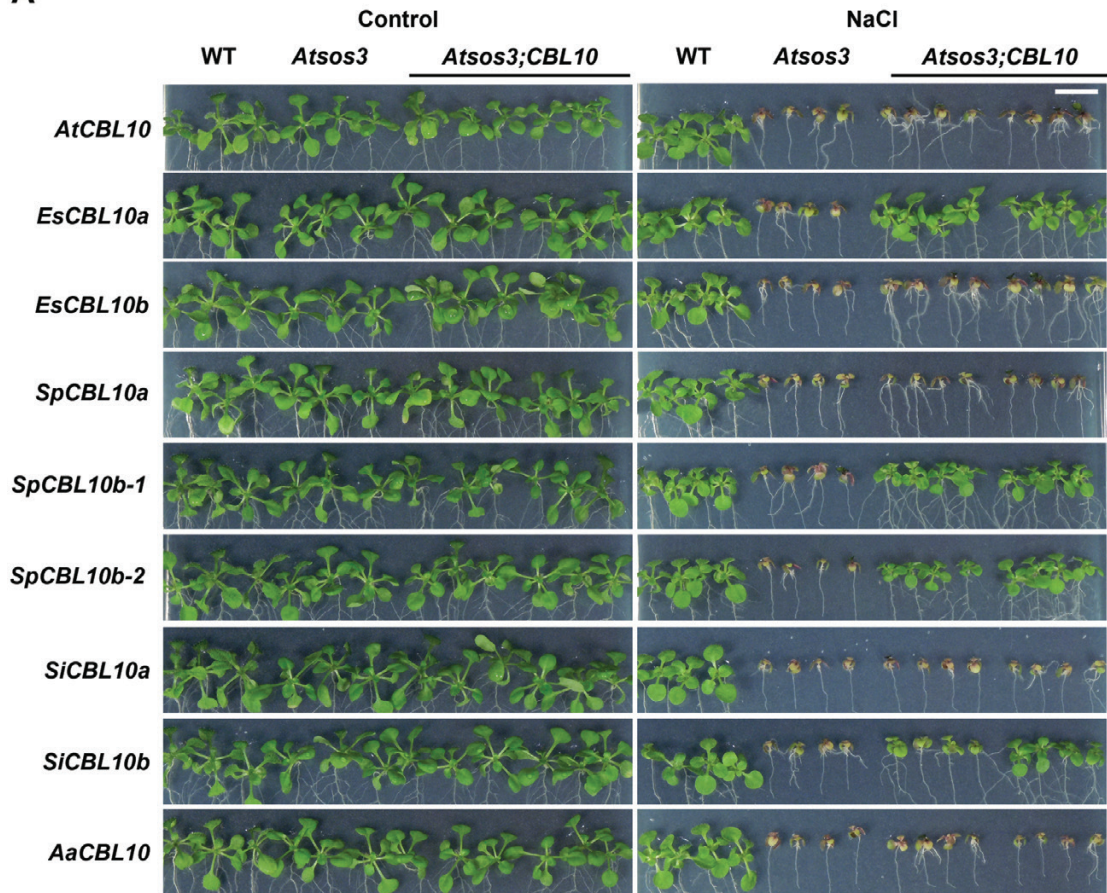 A
Control NaCl
WT Atsos3 Atsos3;CBL10 WT Atsos3 Atsos3;CBL10
AtCBL10
EsCBL10a
EsCBL10b
SpCBL10a
SpCBL10b-1
SpCBL10b-2
SiCBL10a
SiCBL10b
AaCBL10